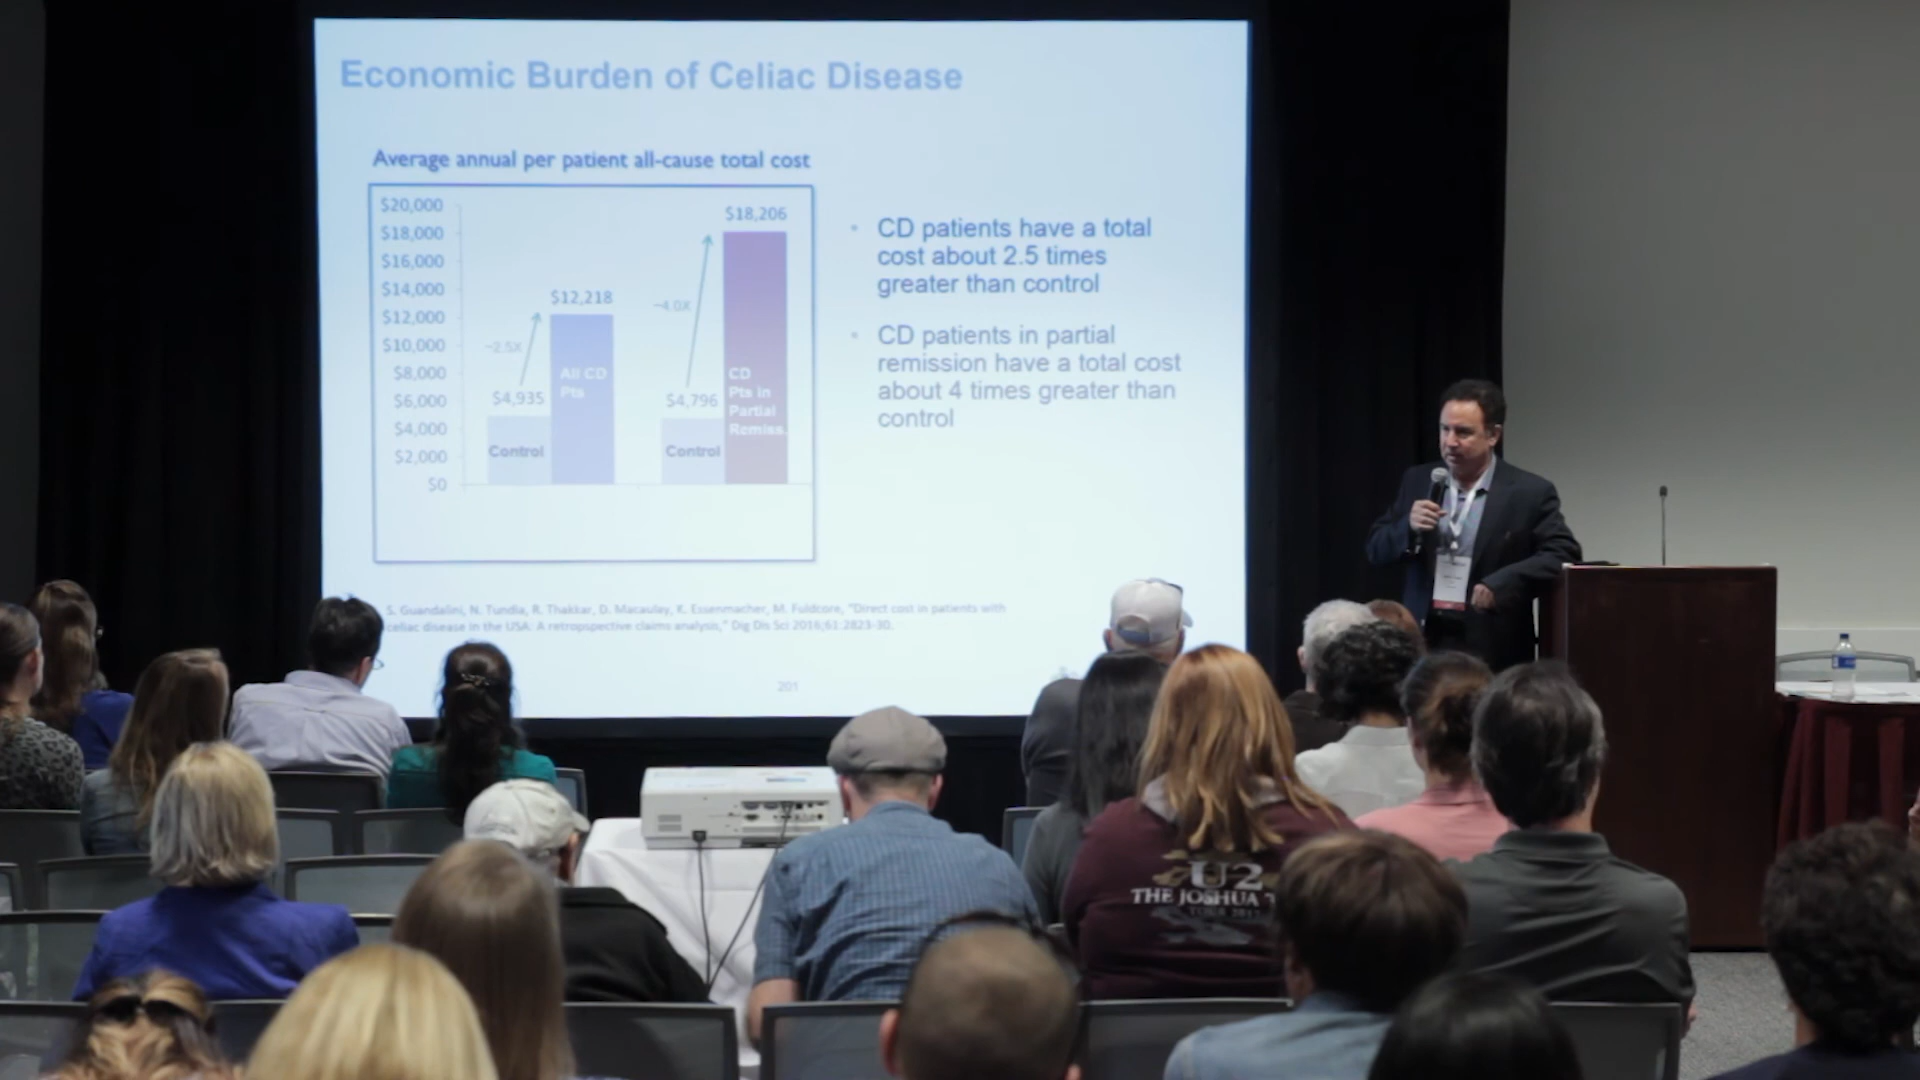 Economic Burden of Celiac Disease
Average annual per patient all-cause total cost
$20,000
$18,000
$16,000
$14,000
$12,000
$10,000
$8,000
$6,000
$4,000
$2,000
$0
$4,935
Control
~2.5X
$12,218
All CD
Pts
$4,796
Control
~4.0X
$18,206
CD
Pts in
Partial
Remiss.
• CD patients have a total
cost about 2.5 times
greater than control
• CD patients in partial
remission have a total cost
about 4 times greater than
control
S. Guandalini, N. Tundia, R. Thakkar, D. Macaulay, K. Essenmacher, M. Fuldcore, "Direct cost in patients with
celiac disease in the USA: A retropspective claims analysis," Dig Dis Sci 2016;61:2823-30.
201
U2
THE JOSHUA
TOUR